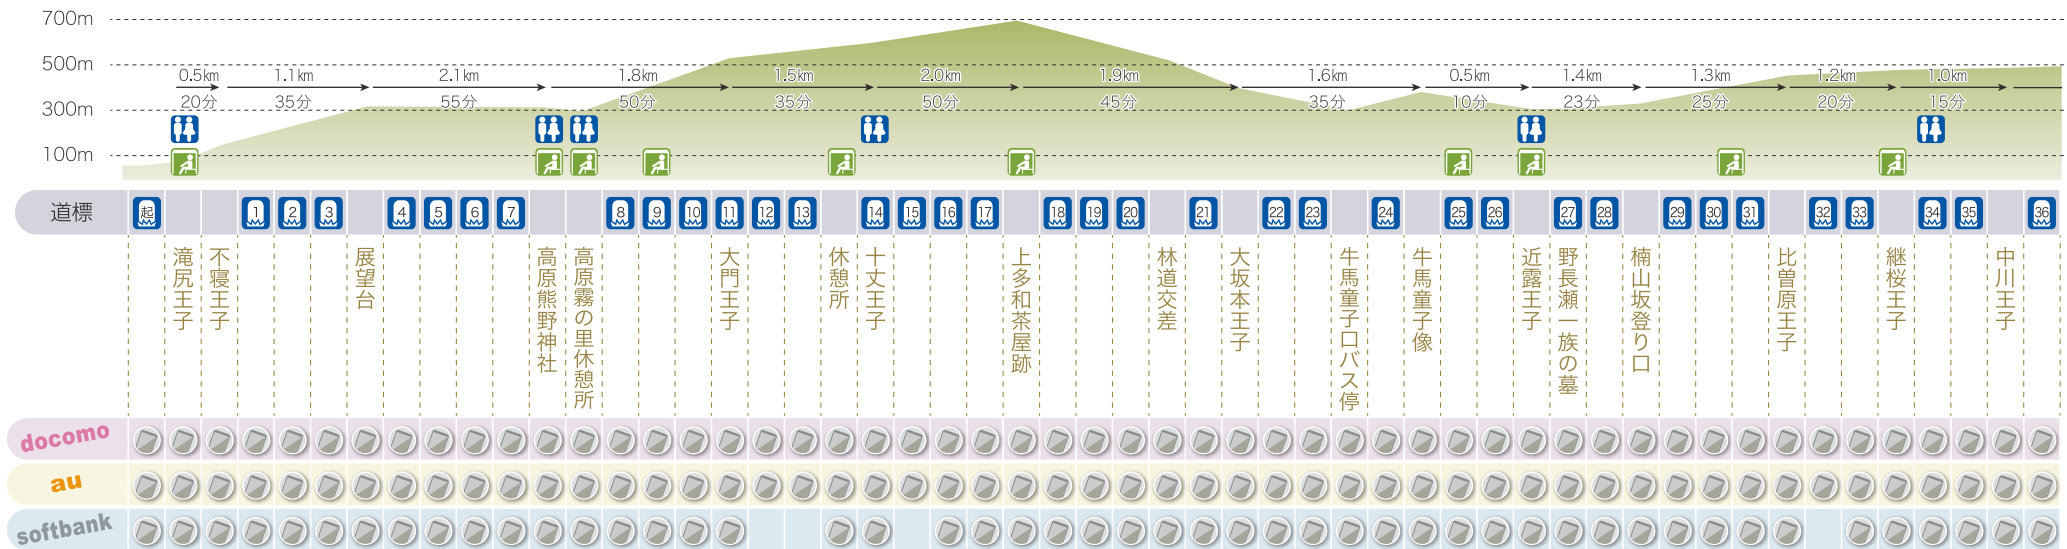 700m
500m
300m
100m
0.5km 1.1km 2.1km 1.8km 1.5km 2.0km 1.9km 1.6km 0.5km 1.4km 1.3km 1.2km 1.0km
20分 35分 55分 50分 35分 50分 45分 35分 10分 23分 25分 20分 15分
道標 起 1 2 3 4 5 6 7 8 9 10 11 12 13 14 15 16 17 18 19 20 21 22 23 24 25 26 27 28 29 30 31 32 33 34 35 36
滝尻王子
不寝王子
展望台
高原熊野神社
高原霧の里休憩所
大門王子
休憩所
十丈王子
上多和茶屋跡
林道交差
大坂本王子
牛馬童子口バス停
牛馬童子像
近露王子
野長瀬一族の墓
楠山坂登り口
比曽原王子
継桜王子
中川王子
docomo
au
softbank